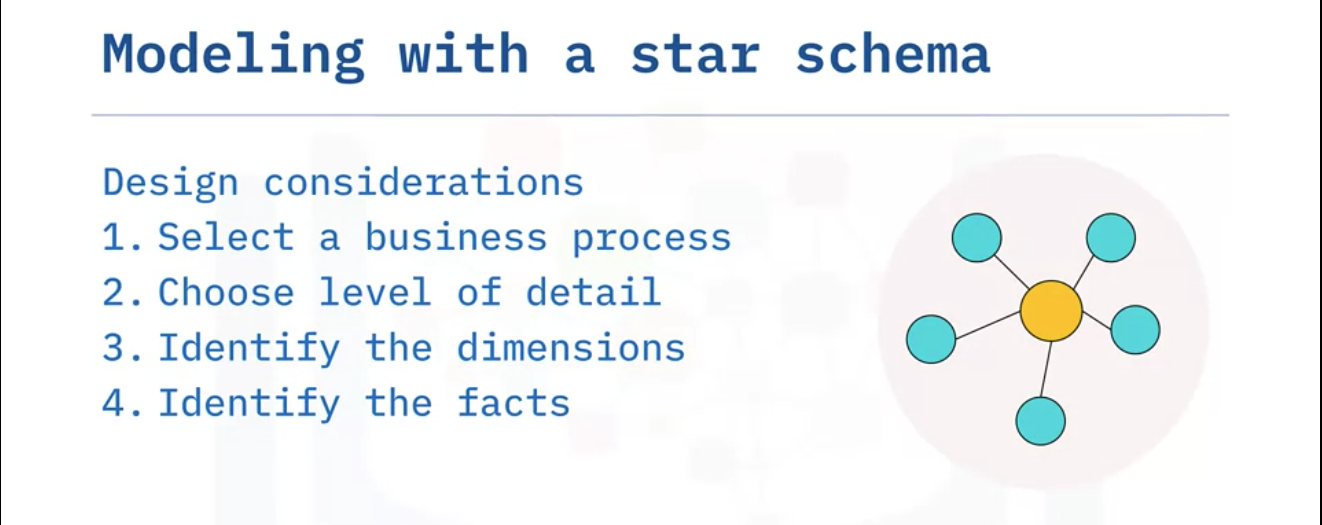 Modeling with a star schema
Design considerations
1. Select a business process
2. Choose level of detail
3. Identify the dimensions
4. Identify the facts